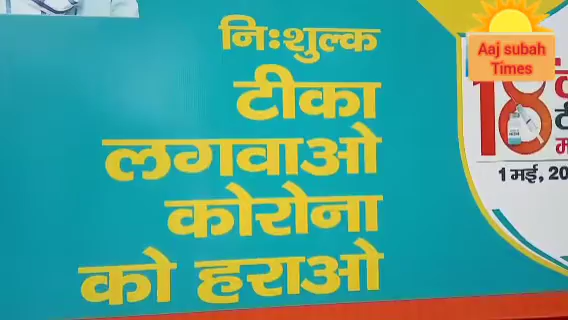 निःशुल्क
टीका
लगवाओ
कोरोना
को हराओ
Aaj subah
Times
18
1 मई, 20